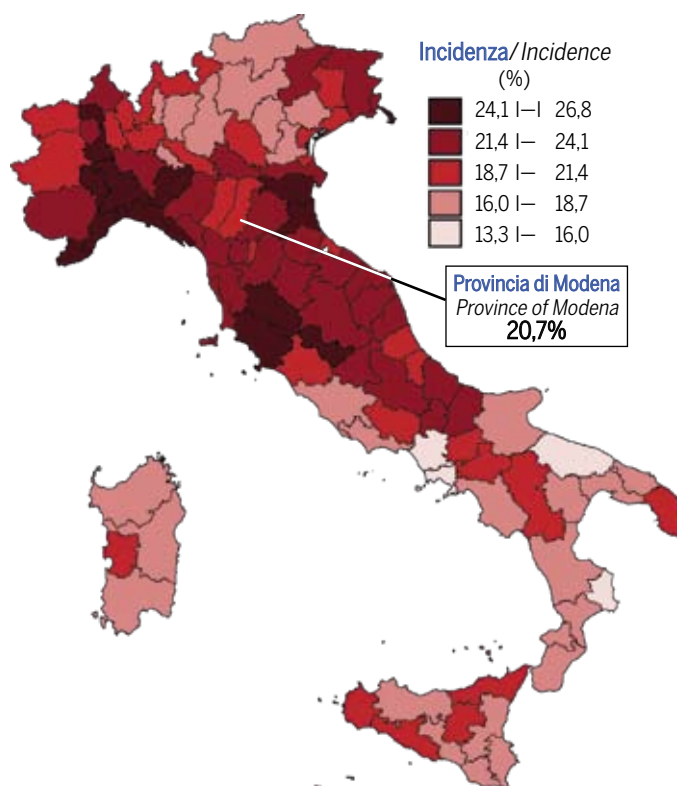 Incidenza/Incidence
(%)
24,1 I—I 26,8
21,4 I— 24,1
18,7 I— 21,4
16,0 I— 18,7
13,3 I— 16,0
Provincia di Modena
Province of Modena
20,7%